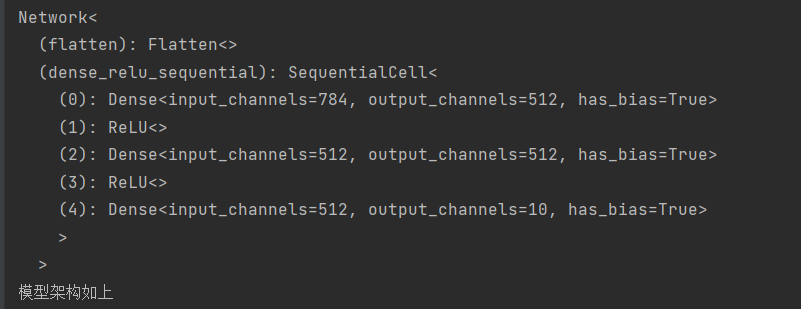 Network<
(flatten): Flatten<>
(dense_relu_sequential): SequentialCell<
(0): Dense<input_channels=784, output_channels=512, has_bias=True>
(1): ReLU<>
(2): Dense<input_channels=512, output_channels=512, has_bias=True>
(3): ReLU<>
(4): Dense<input_channels=512, output_channels=10, has_bias=True>
>
>
模型架构如上